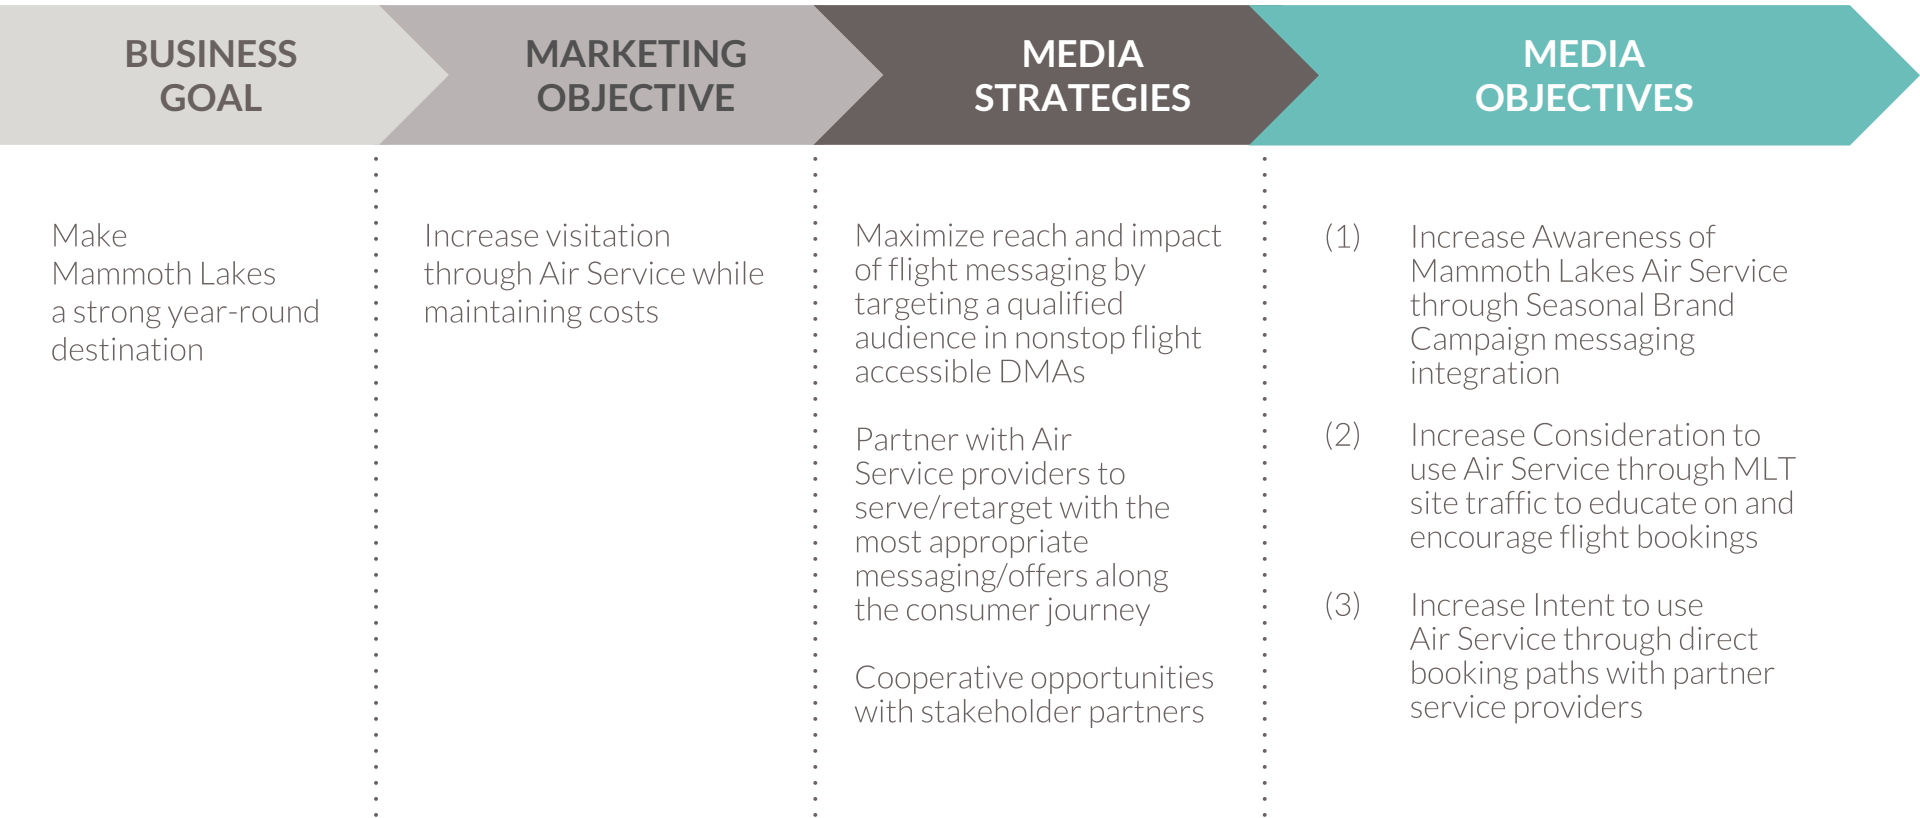 BUSINESS
GOAL
MARKETING
OBJECTIVE
MEDIA
STRATEGIES
MEDIA
OBJECTIVES
Make
Mammoth Lakes
a strong year-round
destination
Increase visitation
through Air Service while
maintaining costs
Maximize reach and impact
of flight messaging by
targeting a qualified
audience in nonstop flight
accessible DMAs
Partner with Air
Service providers to
serve/retarget with the
most appropriate
messaging/offers along
the consumer journey
Cooperative opportunities
with stakeholder partners
(1) Increase Awareness of
Mammoth Lakes Air Service
through Seasonal Brand
Campaign messaging
integration
(2) Increase Consideration to
use Air Service through MLT
site traffic to educate on and
encourage flight bookings
(3) Increase Intent to use
Air Service through direct
booking paths with partner
service providers